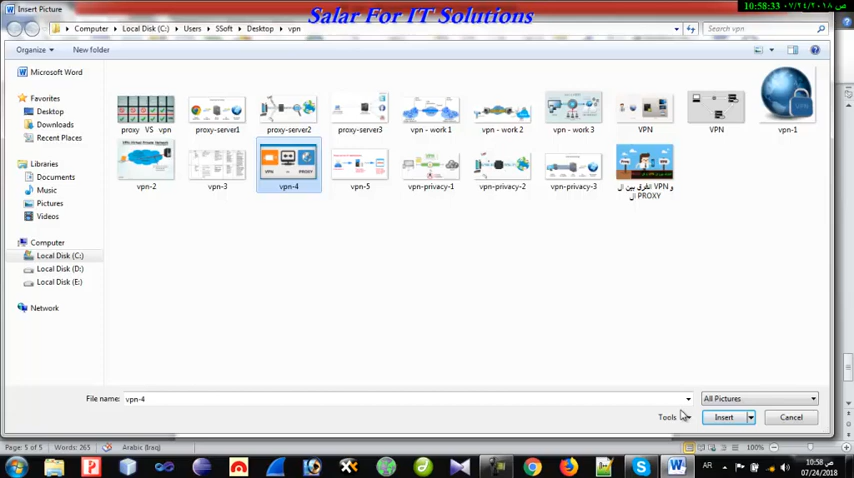 Insert Picture
Salar For IT Solutions
ص 10:58:33 ٠٧/٢٤/٢٠١٨
Computer Local Disk (C:) Users SSoft Desktop vpn
Search vpn
Organize New folder
Microsoft Word
Favorites
Desktop
Downloads
Recent Places
Libraries
Documents
Music
Pictures
Videos
Computer
Local Disk (C:)
Local Disk (D:)
Local Disk (E:)
Network
proxy VS vpn
proxy-server1
proxy-server2
proxy-server3
vpn - work 1
vpn - work 2
vpn - work 3
VPN
VPN
vpn-1
vpn-2
vpn-3
VPN PROXY
vpn-4
vpn-5
vpn-privacy-1
vpn-privacy-2
vpn-privacy-3
و VPN الفرق بين ال
PROXY ال
File name: vpn-4
All Pictures
Tools Insert Cancel
Page: 5 of 5 Words: 265 Arabic (Iraq) 100%
AR
ص 10:58
07/24/2018